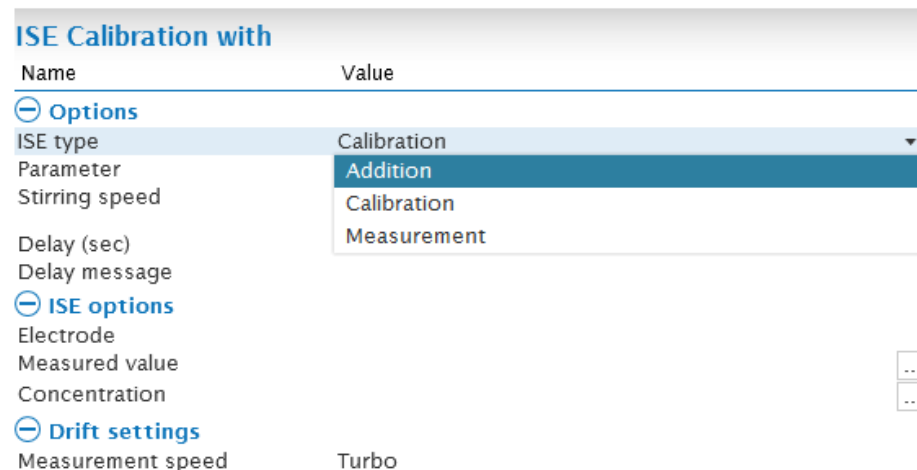 ISE Calibration with
Name Value
Options
ISE type Calibration
Parameter Addition
Stirring speed Calibration
Delay (sec) Measurement
Delay message
ISE options
Electrode
Measured value ...
Concentration ...
Drift settings
Measurement speed Turbo